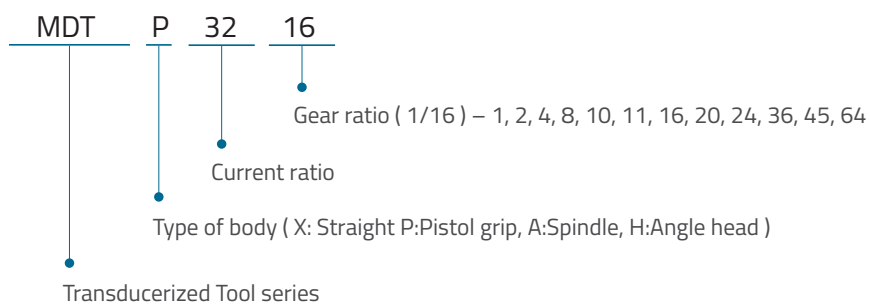 MDT P 32 16
Gear ratio ( 1/16 ) – 1, 2, 4, 8, 10, 11, 16, 20, 24, 36, 45, 64
Current ratio
Type of body ( X: Straight P:Pistol grip, A:Spindle, H:Angle head )
Transducerized Tool series